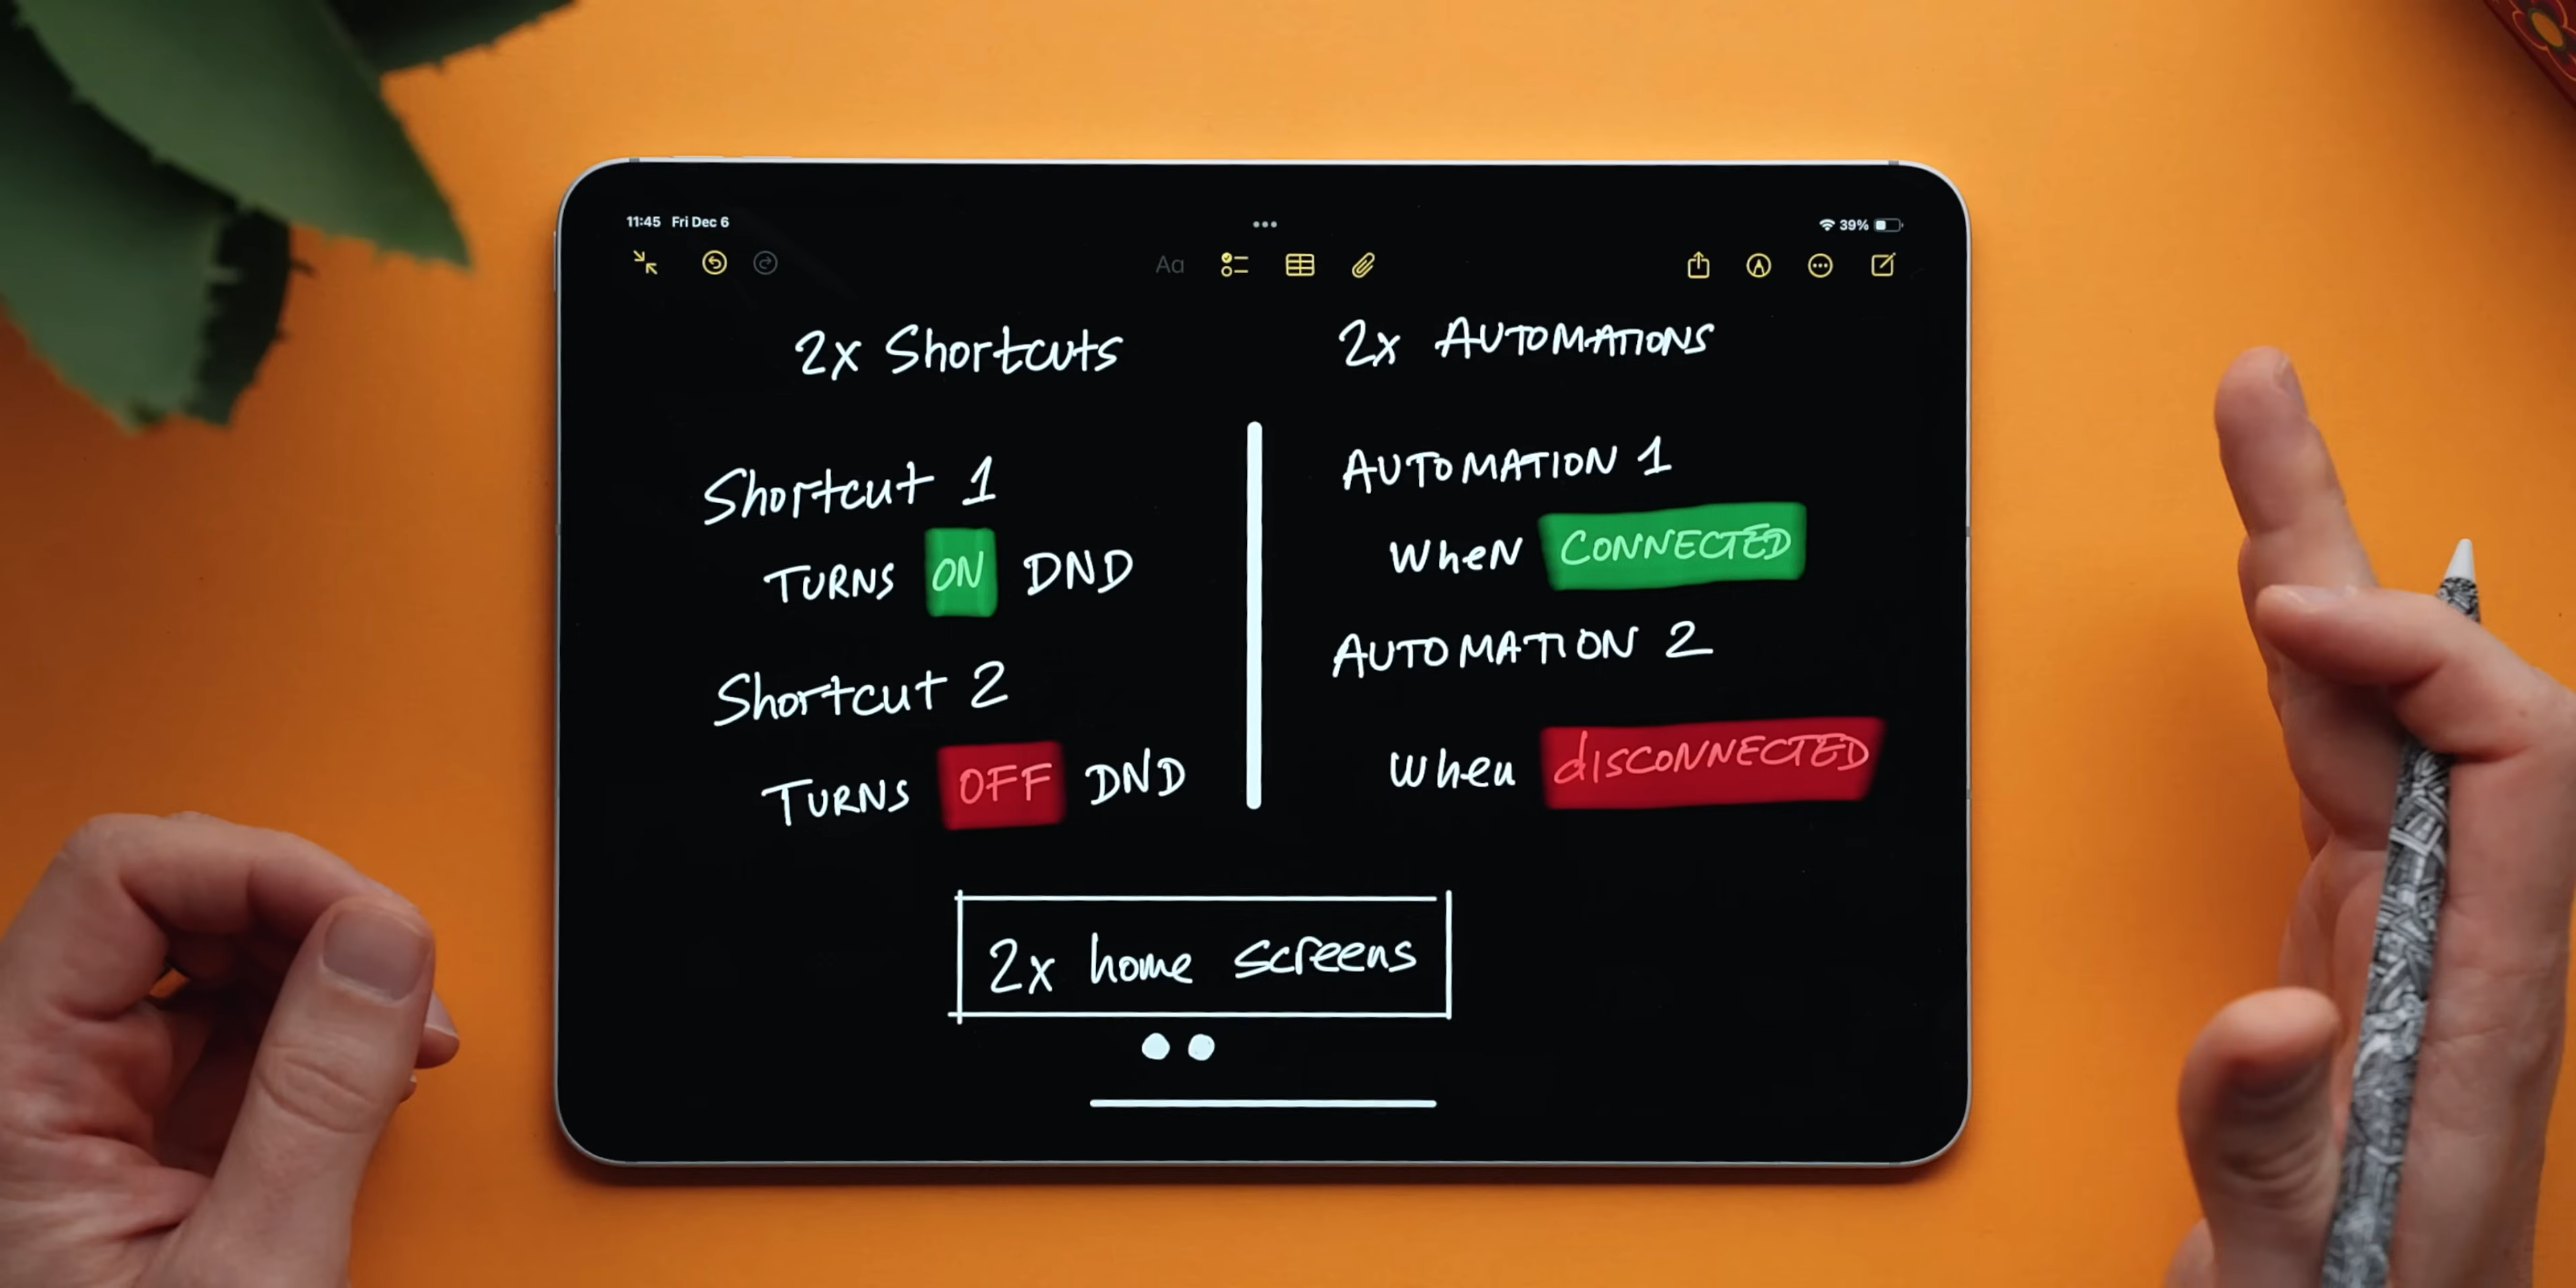 11:45 Fri Dec 6
39%
Aa
2x Shortcuts
Shortcut 1
TURNS ON DND
Shortcut 2
TURNS OFF DND
2x AUTOMATIONS
AUTOMATION 1
WheN CONNECTED
AUTOMATION 2
When dISCONNECTED
2x home screens